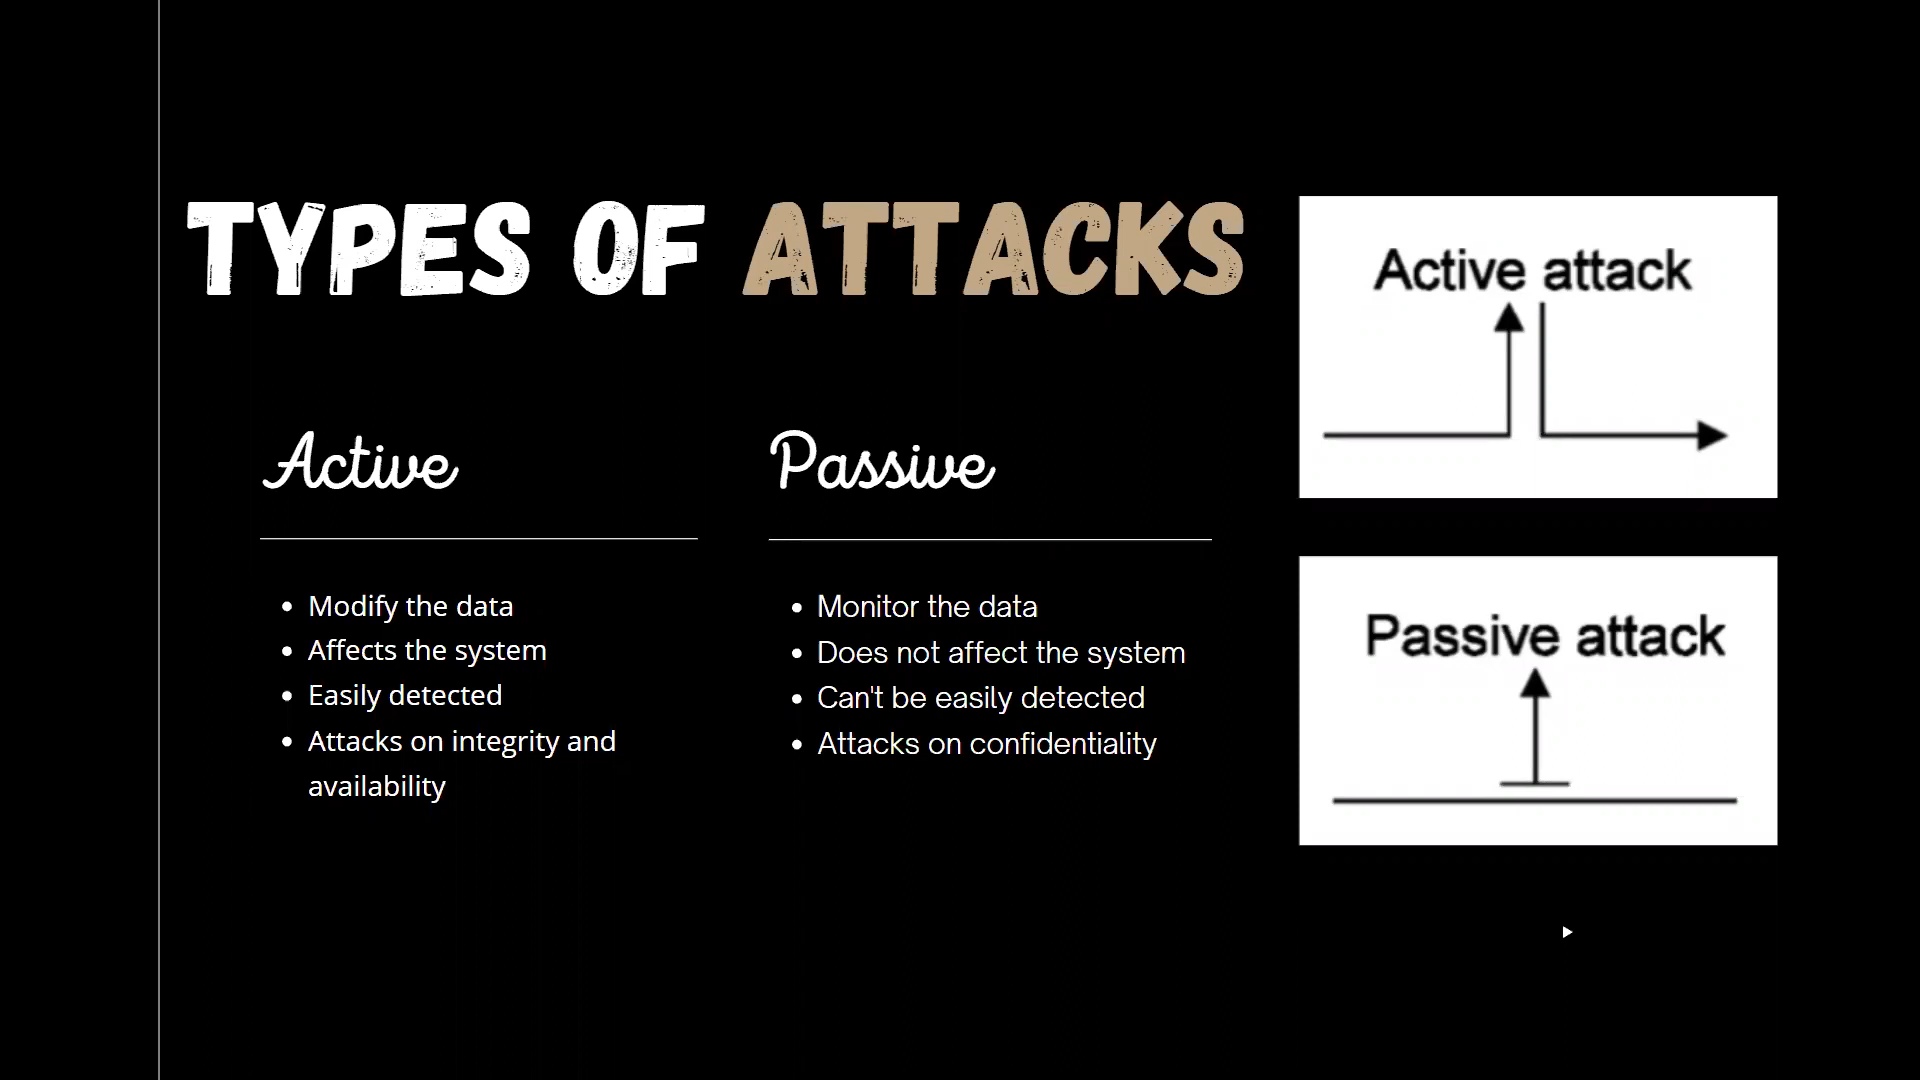 TYPES OF ATTACKS
Active
• Modify the data
• Affects the system
• Easily detected
• Attacks on integrity and
availability
Passive
• Monitor the data
• Does not affect the system
• Can't be easily detected
• Attacks on confidentiality
Active attack
Passive attack